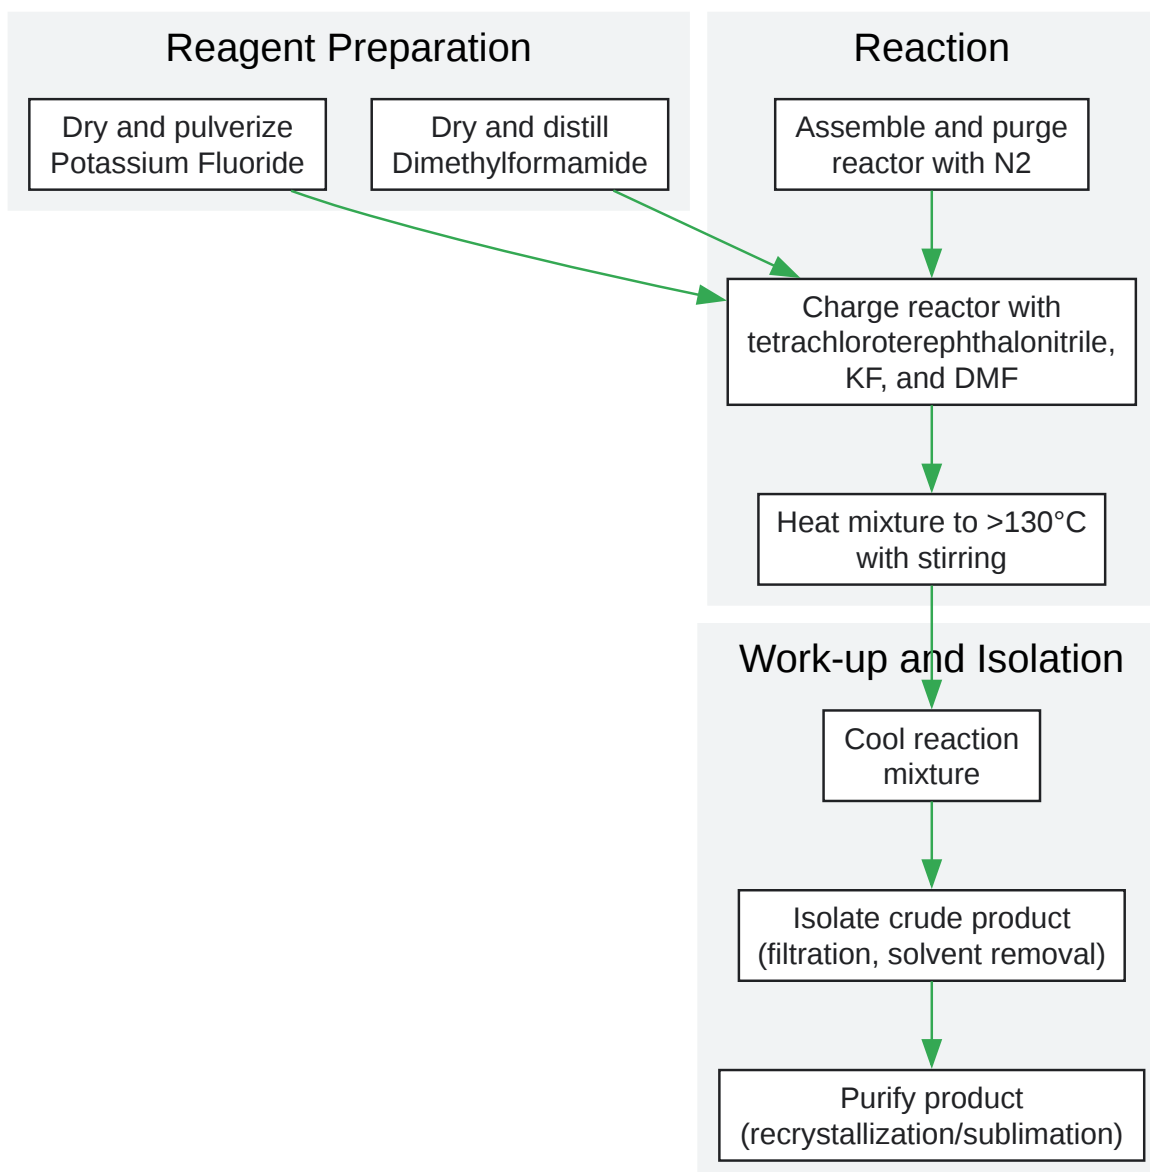 Reagent Preparation
Dry and pulverize
Potassium Fluoride
Dry and distill
Dimethylformamide
Reaction
Assemble and purge
reactor with N2
Charge reactor with
tetrachloroterephthalonitrile,
KF, and DMF
Heat mixture to >130°C
with stirring
Work-up and Isolation
Cool reaction
mixture
Isolate crude product
(filtration, solvent removal)
Purify product
(recrystallization/sublimation)